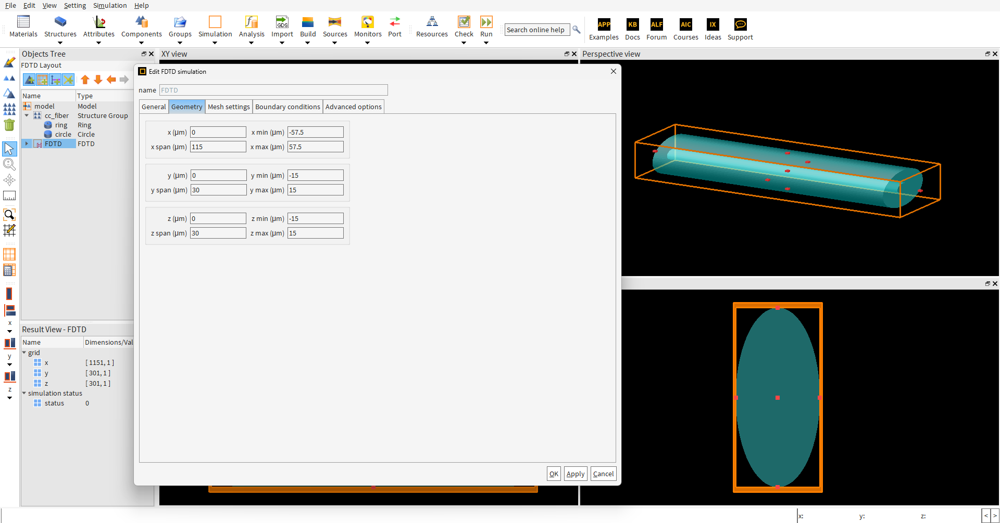 File Edit View Setting Simulation Help
Materials Structures Attributes Components Groups Simulation Analysis Import Build Sources Monitors Port Resources Check Run
GDS
Search online help
APP KB ALF AIC IX
Examples Docs Forum Courses Ideas Support
Objects Tree
FDTD Layout
Name Type
model Model
cc_fiber Structure Group
ring Ring
circle Circle
FDTD FDTD
Result View - FDTD
Name Dimensions/Val
grid
x [ 1151, 1 ]
y [ 301, 1 ]
z [ 301, 1 ]
simulation status
status 0
x
y
z
XY view
Perspective view
Edit FDTD simulation
name FDTD
General Geometry Mesh settings Boundary conditions Advanced options
x (µm) 0 x min (µm) -57.5
x span (µm) 115 x max (µm) 57.5
y (µm) 0 y min (µm) -15
y span (µm) 30 y max (µm) 15
z (µm) 0 z min (µm) -15
z span (µm) 30 z max (µm) 15
OK Apply Cancel
x: y: z: < >